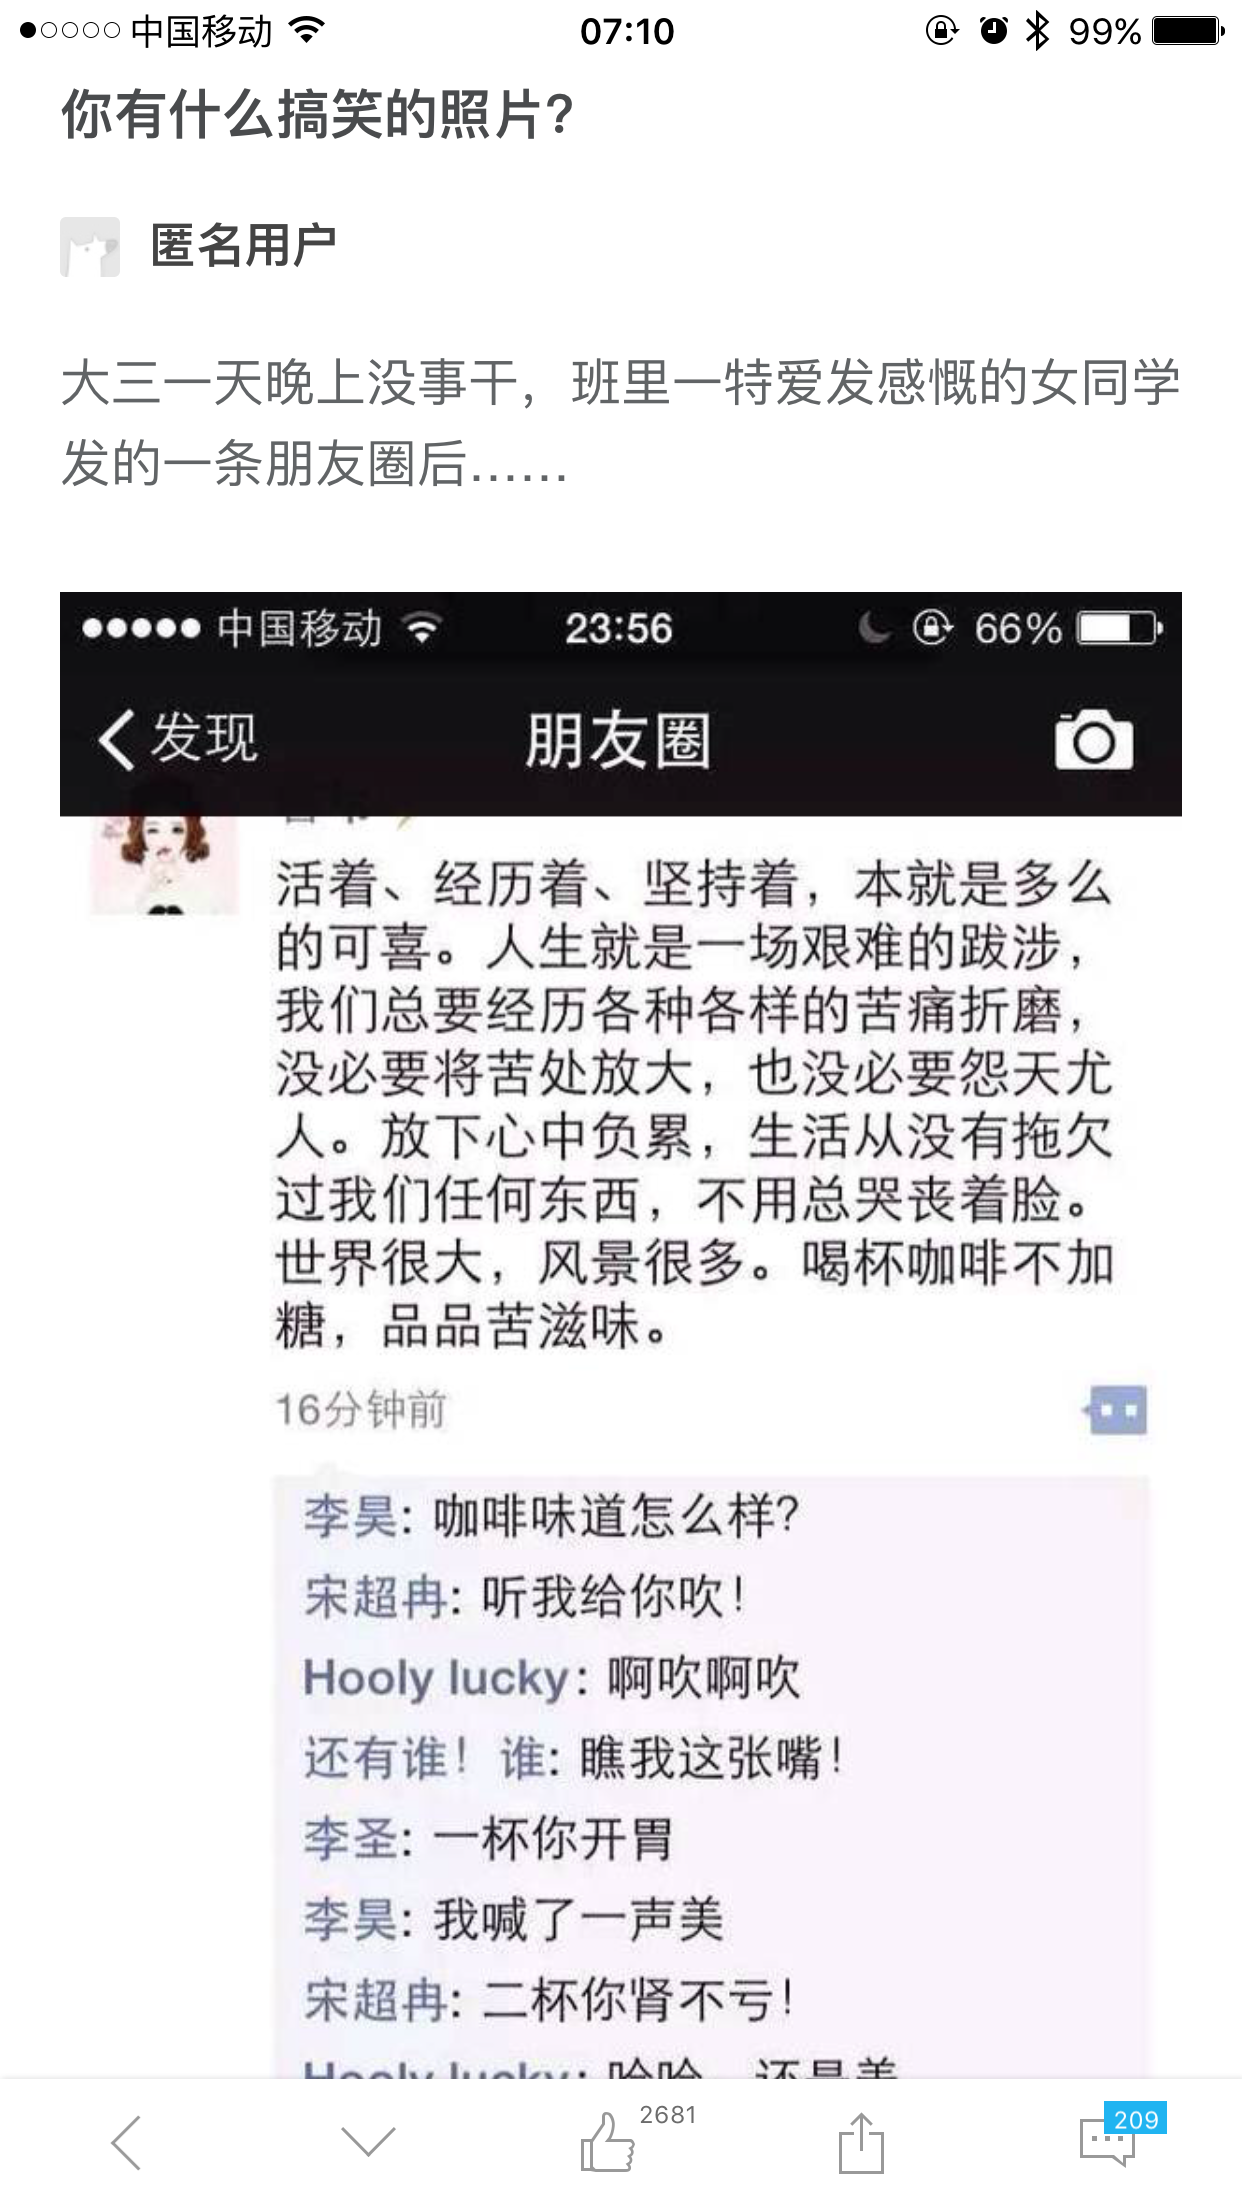 中国移动 07:10 99%
你有什么搞笑的照片?
匿名用户
大三一天晚上没事干，班里一特爱发感慨的女同学
发的一条朋友圈后……
中国移动 23:56 66%
发现 朋友圈
活着、经历着、坚持着，本就是多么
的可喜。人生就是一场艰难的跋涉，
我们总要经历各种各样的苦痛折磨，
没必要将苦处放大，也没必要怨天尤
人。放下心中负累，生活从没有拖欠
过我们任何东西，不用总哭丧着脸。
世界很大，风景很多。喝杯咖啡不加
糖，品品苦滋味。
16分钟前
李昊: 咖啡味道怎么样?
宋超冉: 听我给你吹！
Hooly lucky: 啊吹啊吹
还有谁！谁: 瞧我这张嘴！
李圣: 一杯你开胃
李昊: 我喊了一声美
宋超冉: 二杯你肾不亏！
Hooly lucky: 哈哈，还是美
2681
209